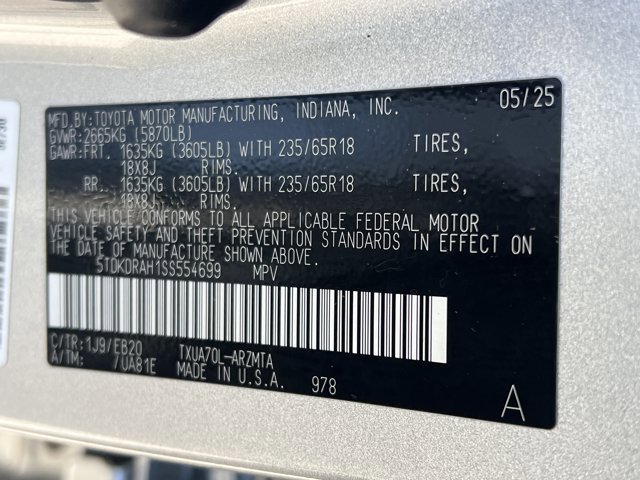 MFD.BY:TOYOTA MOTOR MANUFACTURING, INDIANA, INC. 05/25
GVWR:2665KG (5870LB)
GAWR:FRT. 1635KG (3605LB) WITH 235/65R18 TIRES,
18X8J RIMS.
RR. 1635KG (3605LB) WITH 235/65R18 TIRES,
18X8J RIMS.
THIS VEHICLE CONFORMS TO ALL APPLICABLE FEDERAL MOTOR
VEHICLE SAFETY AND THEFT PREVENTION STANDARDS IN EFFECT ON
THE DATE OF MANUFACTURE SHOWN ABOVE.
5TDKDRAH1SS554699 MPV
C/TR:1J9/EB20 TXUA70L-ARZMTA
A/TM: /UA81E MADE IN U.S.A. 978
A